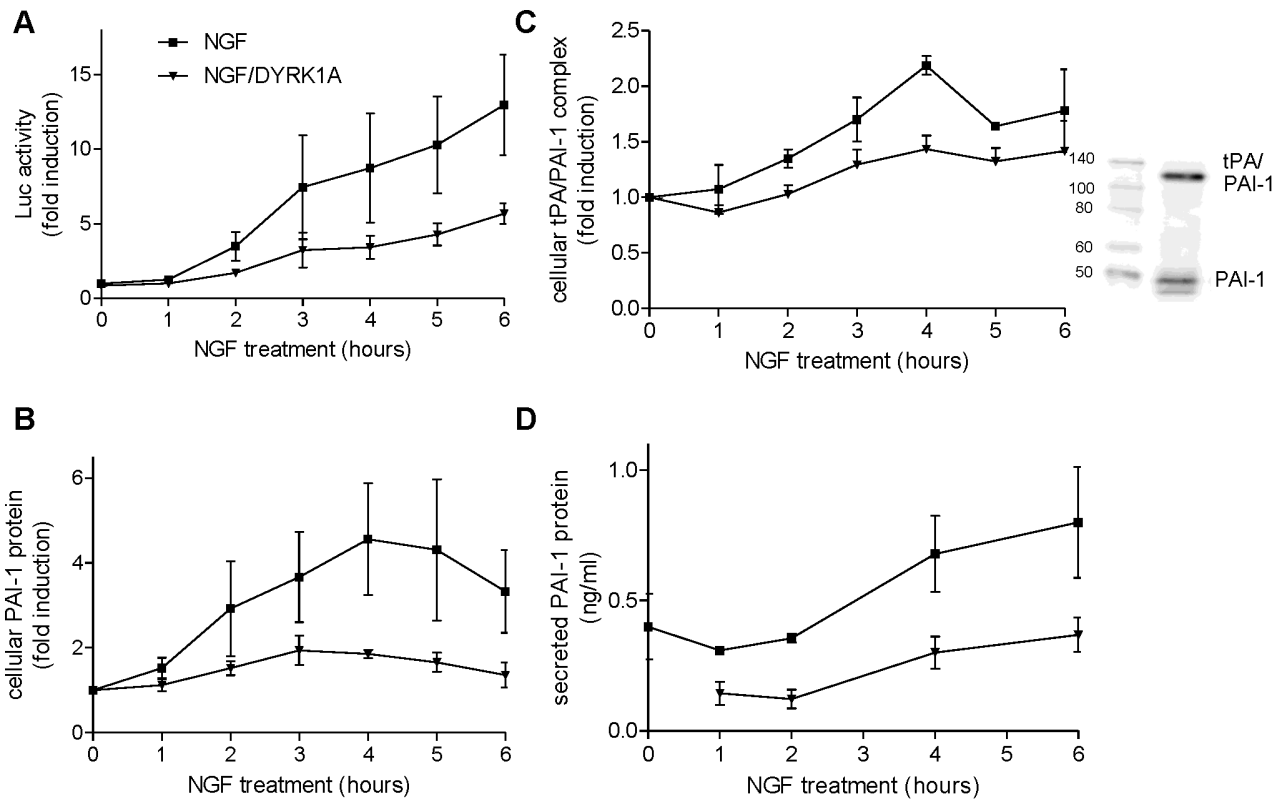 A
NGF
NGF/DYRK1A
Luc activity
(fold induction)
15
10
5
0
0 1 2 3 4 5 6
NGF treatment (hours)
C
cellular tPA/PAI-1 complex
(fold induction)
2.5
2.0
1.5
1.0
0.5
0.0
0 1 2 3 4 5 6
NGF treatment (hours)
140
100
80
60
50
tPA/
PAI-1
PAI-1
B
cellular PAI-1 protein
(fold induction)
6
4
2
0
0 1 2 3 4 5 6
NGF treatment (hours)
D
secreted PAI-1 protein
(ng/ml)
1.0
0.5
0.0
0 1 2 3 4 5 6
NGF treatment (hours)